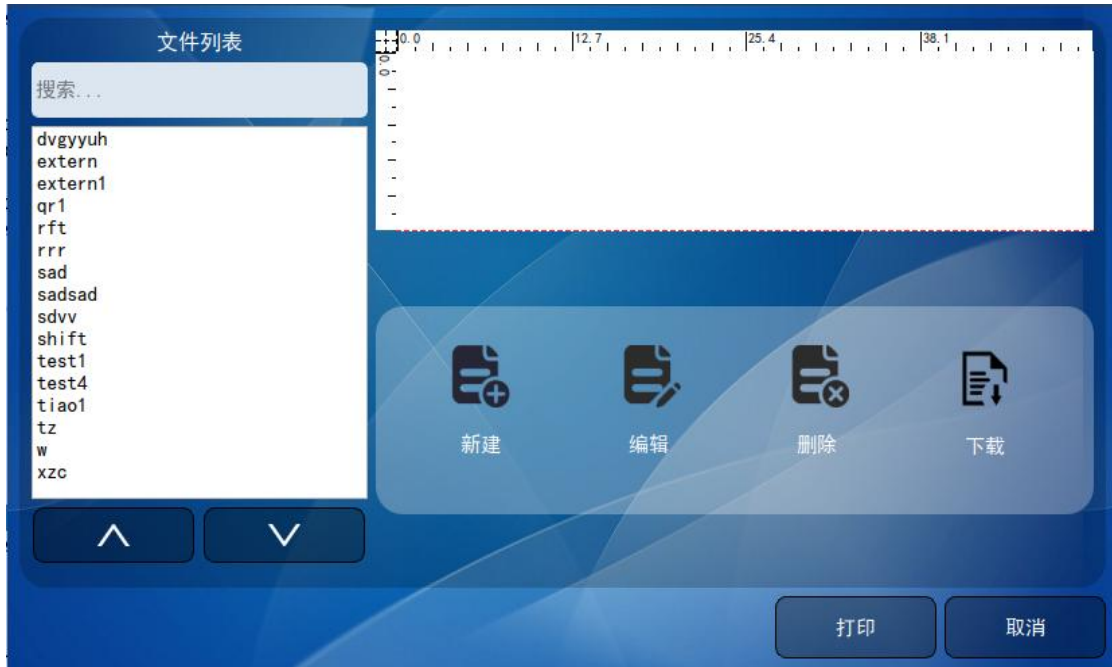 文件列表
搜索...
dvgyyuh
extern
extern1
qr1
rft
rrr
sad
sadsad
sdvv
shift
test1
test4
tiao1
tz
w
xzc
0.0 12.7 25.4 38.1
0.0
新建 编辑 删除 下载
打印 取消